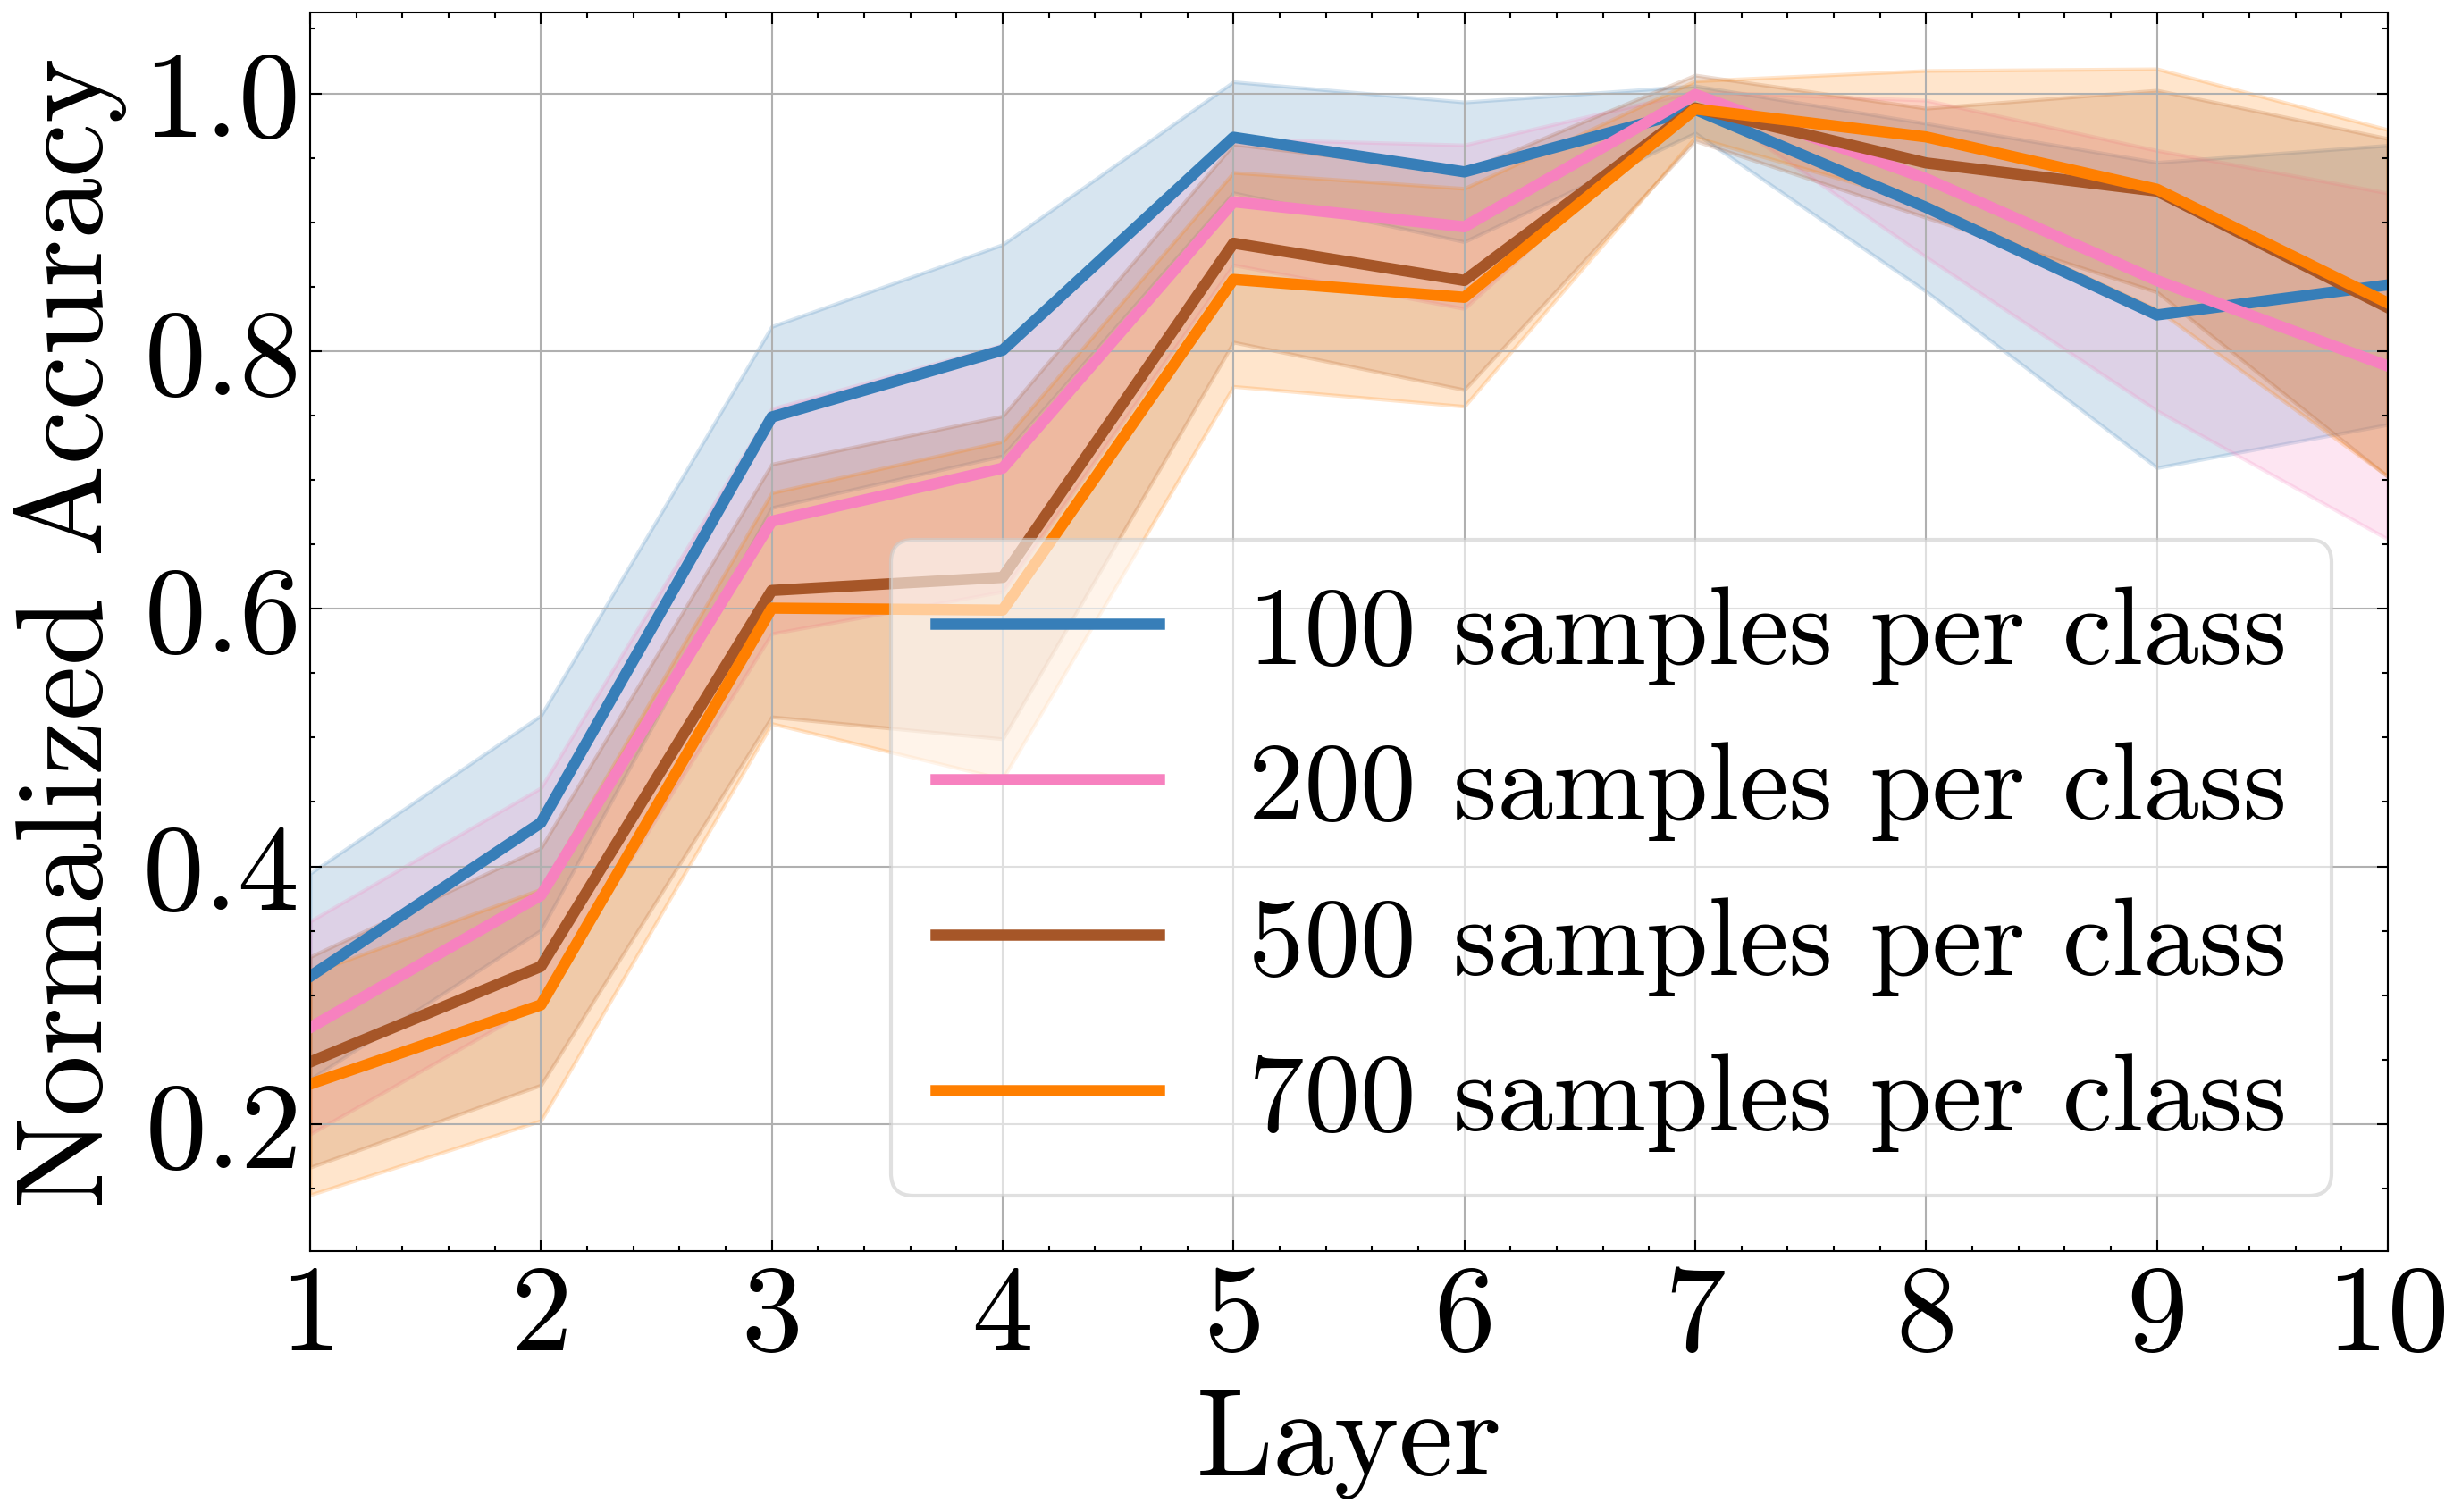 Normalized Accuracy
1.0
0.8
0.6
0.4
0.2
100 samples per class
200 samples per class
500 samples per class
700 samples per class
1 2 3 4 5 6 7 8 9 10
Layer